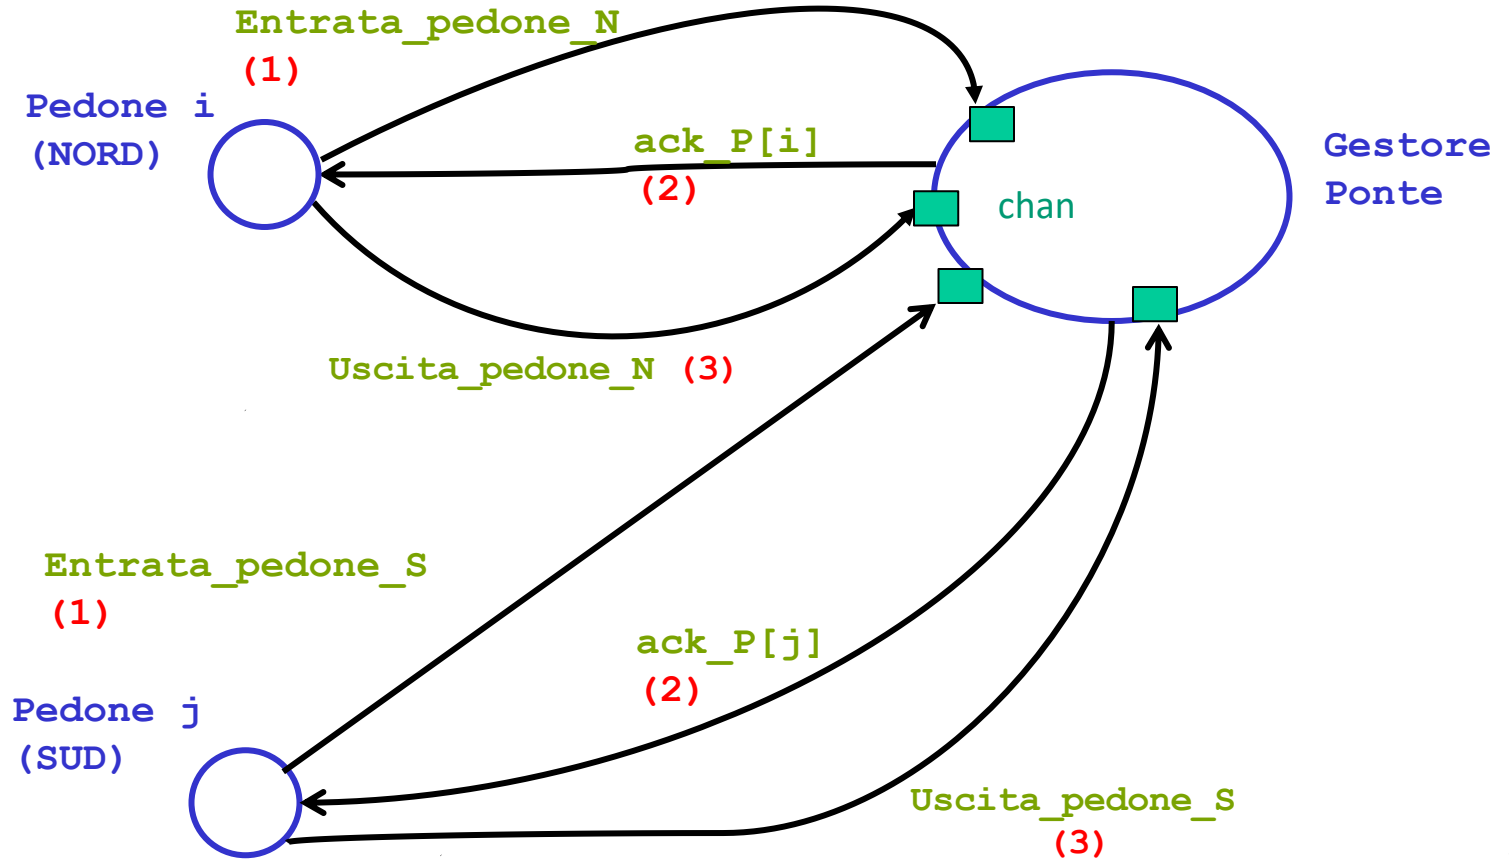 Entrata_pedone_N
(1)
Pedone i
(NORD)
ack_P[i]
(2)
chan
Gestore
Ponte
Uscita_pedone_N (3)
Entrata_pedone_S
(1)
ack_P[j]
(2)
Pedone j
(SUD)
Uscita_pedone_S
(3)